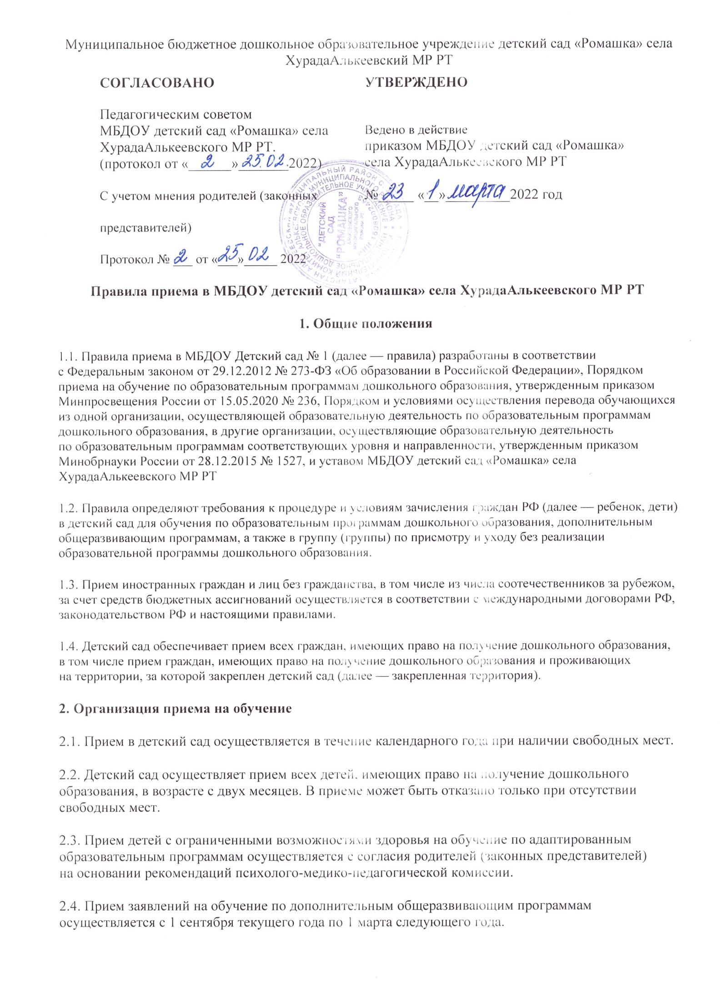 Муниципальное бюджетное дошкольное образовательное учреждение детский сад «Ромашка» села
ХурадаАлькеевский МР РТ
СОГЛАСОВАНО
Педагогическим советом
МБДОУ детский сад «Ромашка» села
ХурадаАлькеевского МР РТ.
(протокол от «2» 25.02.2022)
С учетом мнения родителей (законных
представителей)
Протокол № 2 от «25» 02 2022
УТВЕРЖДЕНО
Ведено в действие
приказом МБДОУ детский сад «Ромашка»
села ХурадаАлькеевского МР РТ
№ 23 «1» марта 2022 год
"ДЕТСКИЙ
САД
"РОМАШКА"
АЛЬКЕЕВСКОГО
МУНИЦИПАЛЬНОГО
РАЙОНА РТ
Правила приема в МБДОУ детский сад «Ромашка» села ХурадаАлькеевского МР РТ
1. Общие положения
1.1. Правила приема в МБДОУ Детский сад № 1 (далее — правила) разработаны в соответствии
с Федеральным законом от 29.12.2012 № 273-ФЗ «Об образовании в Российской Федерации», Порядком
приема на обучение по образовательным программам дошкольного образования, утвержденным приказом
Минпросвещения России от 15.05.2020 № 236, Порядком и условиями осуществления перевода обучающихся
из одной организации, осуществляющей образовательную деятельность по образовательным программам
дошкольного образования, в другие организации, осуществляющие образовательную деятельность
по образовательным программам соответствующих уровня и направленности, утвержденным приказом
Минобрнауки России от 28.12.2015 № 1527, и уставом МБДОУ детский сад «Ромашка» села
ХурадаАлькеевского МР РТ
1.2. Правила определяют требования к процедуре и условиям зачисления граждан РФ (далее — ребенок, дети)
в детский сад для обучения по образовательным программам дошкольного образования, дополнительным
общеразвивающим программам, а также в группу (группы) по присмотру и уходу без реализации
образовательной программы дошкольного образования.
1.3. Прием иностранных граждан и лиц без гражданства, в том числе из числа соотечественников за рубежом,
за счет средств бюджетных ассигнований осуществляется в соответствии с международными договорами РФ,
законодательством РФ и настоящими правилами.
1.4. Детский сад обеспечивает прием всех граждан, имеющих право на получение дошкольного образования,
в том числе прием граждан, имеющих право на получение дошкольного образования и проживающих
на территории, за которой закреплен детский сад (далее — закрепленная территория).
2. Организация приема на обучение
2.1. Прием в детский сад осуществляется в течение календарного года при наличии свободных мест.
2.2. Детский сад осуществляет прием всех детей, имеющих право на получение дошкольного
образования, в возрасте с двух месяцев. В приеме может быть отказано только при отсутствии
свободных мест.
2.3. Прием детей с ограниченными возможностями здоровья на обучение по адаптированным
образовательным программам осуществляется с согласия родителей (законных представителей)
на основании рекомендаций психолого-медико-педагогической комиссии.
2.4. Прием заявлений на обучение по дополнительным общеразвивающим программам
осуществляется с 1 сентября текущего года по 1 марта следующего года.